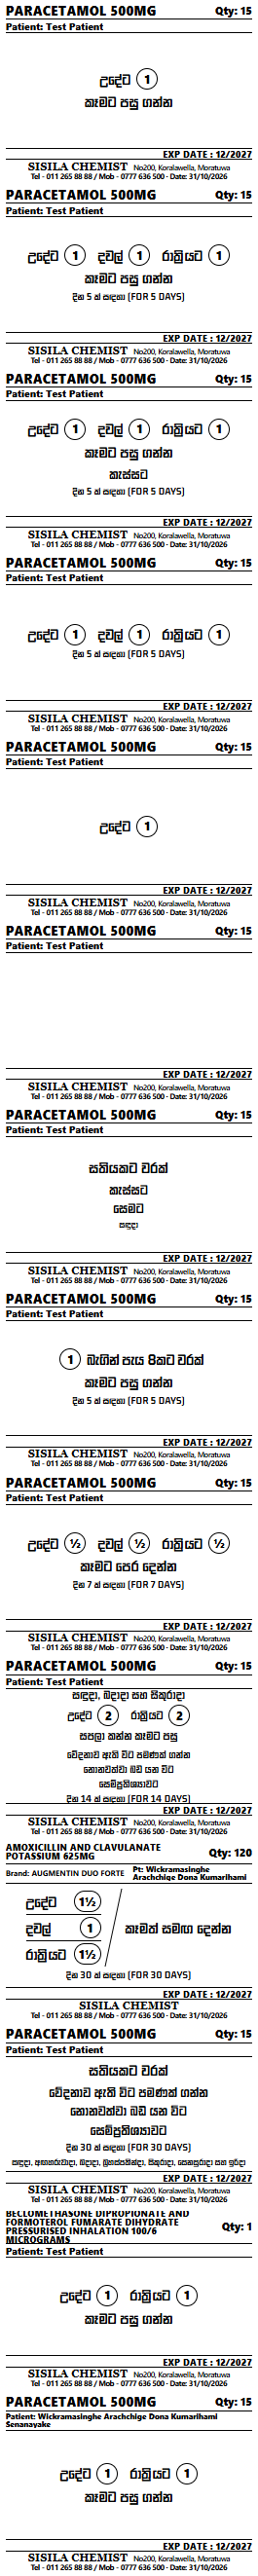 PARACETAMOL 500MG Qty: 15
Patient: Test Patient
උදේට 1
කෑමට පසු ගන්න
EXP DATE : 12/2027
SISILA CHEMIST No200, Koralawella, Moratuwa
Tel - 011 265 88 88 / Mob - 0777 636 500 - Date: 31/10/2026
PARACETAMOL 500MG Qty: 15
Patient: Test Patient
උදේට 1 දවල් 1 රාත්‍රියට 1
කෑමට පසු ගන්න
දින 5 ක් සඳහා (FOR 5 DAYS)
EXP DATE : 12/2027
SISILA CHEMIST No200, Koralawella, Moratuwa
Tel - 011 265 88 88 / Mob - 0777 636 500 - Date: 31/10/2026
PARACETAMOL 500MG Qty: 15
Patient: Test Patient
උදේට 1 දවල් 1 රාත්‍රියට 1
කෑමට පසු ගන්න
කැස්සට
දින 5 ක් සඳහා (FOR 5 DAYS)
EXP DATE : 12/2027
SISILA CHEMIST No200, Koralawella, Moratuwa
Tel - 011 265 88 88 / Mob - 0777 636 500 - Date: 31/10/2026
PARACETAMOL 500MG Qty: 15
Patient: Test Patient
උදේට 1 දවල් 1 රාත්‍රියට 1
දින 5 ක් සඳහා (FOR 5 DAYS)
EXP DATE : 12/2027
SISILA CHEMIST No200, Koralawella, Moratuwa
Tel - 011 265 88 88 / Mob - 0777 636 500 - Date: 31/10/2026
PARACETAMOL 500MG Qty: 15
Patient: Test Patient
උදේට 1
EXP DATE : 12/2027
SISILA CHEMIST No200, Koralawella, Moratuwa
Tel - 011 265 88 88 / Mob - 0777 636 500 - Date: 31/10/2026
PARACETAMOL 500MG Qty: 15
Patient: Test Patient
EXP DATE : 12/2027
SISILA CHEMIST No200, Koralawella, Moratuwa
Tel - 011 265 88 88 / Mob - 0777 636 500 - Date: 31/10/2026
PARACETAMOL 500MG Qty: 15
Patient: Test Patient
සතියකට වරක්
කැස්සට
සෙමට
සඳුදා
EXP DATE : 12/2027
SISILA CHEMIST No200, Koralawella, Moratuwa
Tel - 011 265 88 88 / Mob - 0777 636 500 - Date: 31/10/2026
PARACETAMOL 500MG Qty: 15
Patient: Test Patient
1 බැගින් පැය 8කට වරක්
කෑමට පසු ගන්න
දින 5 ක් සඳහා (FOR 5 DAYS)
EXP DATE : 12/2027
SISILA CHEMIST No200, Koralawella, Moratuwa
Tel - 011 265 88 88 / Mob - 0777 636 500 - Date: 31/10/2026
PARACETAMOL 500MG Qty: 15
Patient: Test Patient
උදේට ½ දවල් ½ රාත්‍රියට ½
කෑමට පෙර දෙන්න
දින 7 ක් සඳහා (FOR 7 DAYS)
EXP DATE : 12/2027
SISILA CHEMIST No200, Koralawella, Moratuwa
Tel - 011 265 88 88 / Mob - 0777 636 500 - Date: 31/10/2026
PARACETAMOL 500MG Qty: 15
Patient: Test Patient
සඳුදා, බදාදා සහ සිකුරාදා
උදේට 2 රාත්‍රියට 2
සපලා කන්න කෑමට පසු
වේදනාව ඇති විට පමණක් ගන්න
නොනවත්වා බඩ යන විට
සෙම්ප්‍රතිශ්‍යාවට
දින 14 ක් සඳහා (FOR 14 DAYS)
EXP DATE : 12/2027
SISILA CHEMIST No200, Koralawella, Moratuwa
Tel - 011 265 88 88 / Mob - 0777 636 500 - Date: 31/10/2026
AMOXICILLIN AND CLAVULANATE
POTASSIUM 625MG Qty: 120
Brand: AUGMENTIN DUO FORTE Pt: Wickramasinghe
Arachchige Dona Kumarihami
උදේට 1½
දවල් 1 කෑමත් සමඟ දෙන්න
රාත්‍රියට 1½
දින 30 ක් සඳහා (FOR 30 DAYS)
EXP DATE : 12/2027
SISILA CHEMIST
Tel - 011 265 88 88 / Mob - 0777 636 500 - Date: 31/10/2026
PARACETAMOL 500MG Qty: 15
Patient: Test Patient
සතියකට වරක්
වේදනාව ඇති විට පමණක් ගන්න
නොනවත්වා බඩ යන විට
සෙම්ප්‍රතිශ්‍යාවට
දින 30 ක් සඳහා (FOR 30 DAYS)
සඳුදා, අඟහරුවාදා, බදාදා, බ්‍රහස්පතින්දා, සිකුරාදා, සෙනසුරාදා සහ ඉරිදා
EXP DATE : 12/2027
SISILA CHEMIST No200, Koralawella, Moratuwa
Tel - 011 265 88 88 / Mob - 0777 636 500 - Date: 31/10/2026
BECLOMETHASONE DIPROPIONATE AND
FORMOTEROL FUMARATE DIHYDRATE
PRESSURISED INHALATION 100/6 Qty: 1
MICROGRAMS
Patient: Test Patient
උදේට 1 රාත්‍රියට 1
කෑමට පසු ගන්න
EXP DATE : 12/2027
SISILA CHEMIST No200, Koralawella, Moratuwa
Tel - 011 265 88 88 / Mob - 0777 636 500 - Date: 31/10/2026
PARACETAMOL 500MG Qty: 15
Patient: Wickramasinghe Arachchige Dona Kumarihami
Senanayake
උදේට 1 රාත්‍රියට 1
කෑමට පසු ගන්න
EXP DATE : 12/2027
SISILA CHEMIST No200, Koralawella, Moratuwa
Tel - 011 265 88 88 / Mob - 0777 636 500 - Date: 31/10/2026